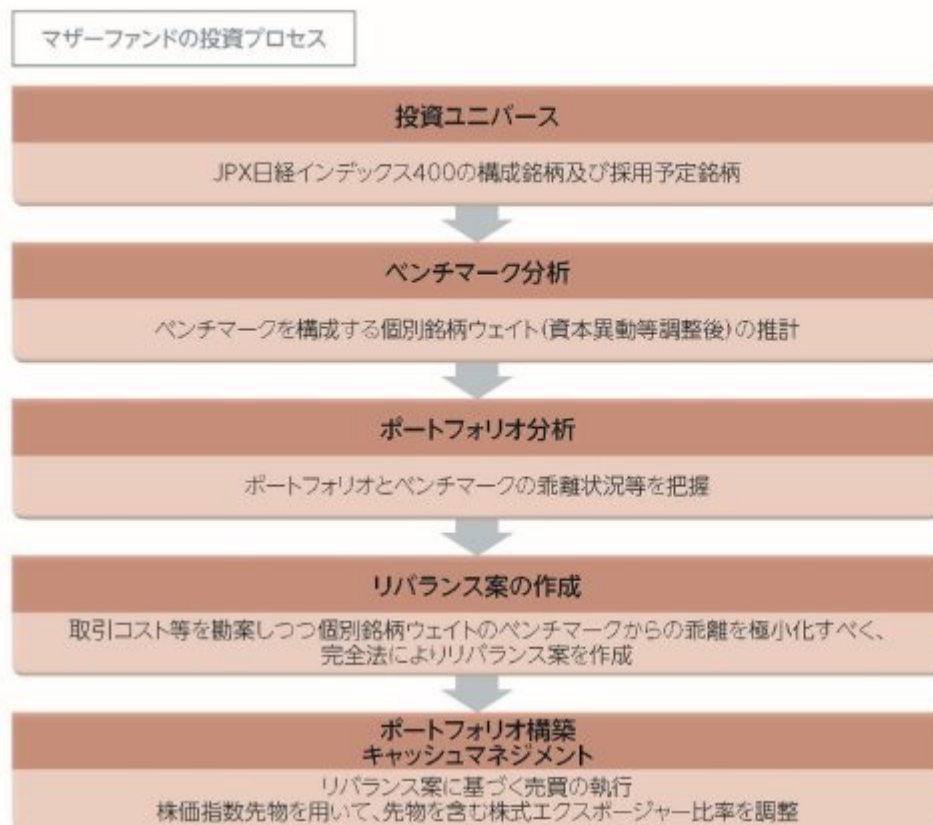 マザーファンドの投資プロセス
投資ユニバース
JPX日経インデックス400の構成銘柄及び採用予定銘柄
ベンチマーク分析
ベンチマークを構成する個別銘柄ウェイト(資本異動等調整後)の推計
ポートフォリオ分析
ポートフォリオとベンチマークの乖離状況等を把握
リバランス案の作成
取引コスト等を勘案しつつ個別銘柄ウェイトのベンチマークからの乖離を極小化すべく、
完全法によりリバランス案を作成
ポートフォリオ構築
キャッシュマネジメント
リバランス案に基づく売買の執行
株価指数先物を用いて、先物を含む株式エクスポージャー比率を調整